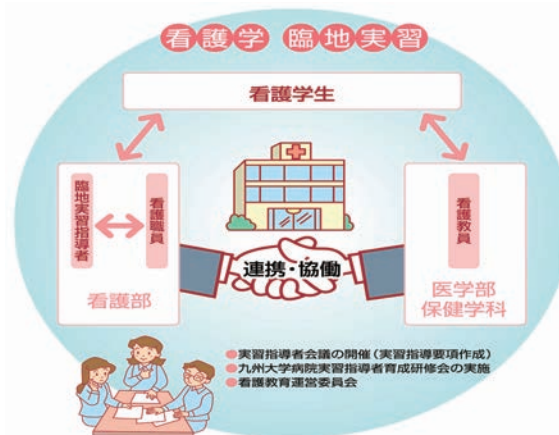 看護学 臨地実習
看護学生
臨地実習指導者
看護職員
看護部
連携・協働
看護教員
医学部
保健学科
●実習指導者会議の開催（実習指導要項作成）
●九州大学病院実習指導者育成研修会の実施
●看護教育運営委員会